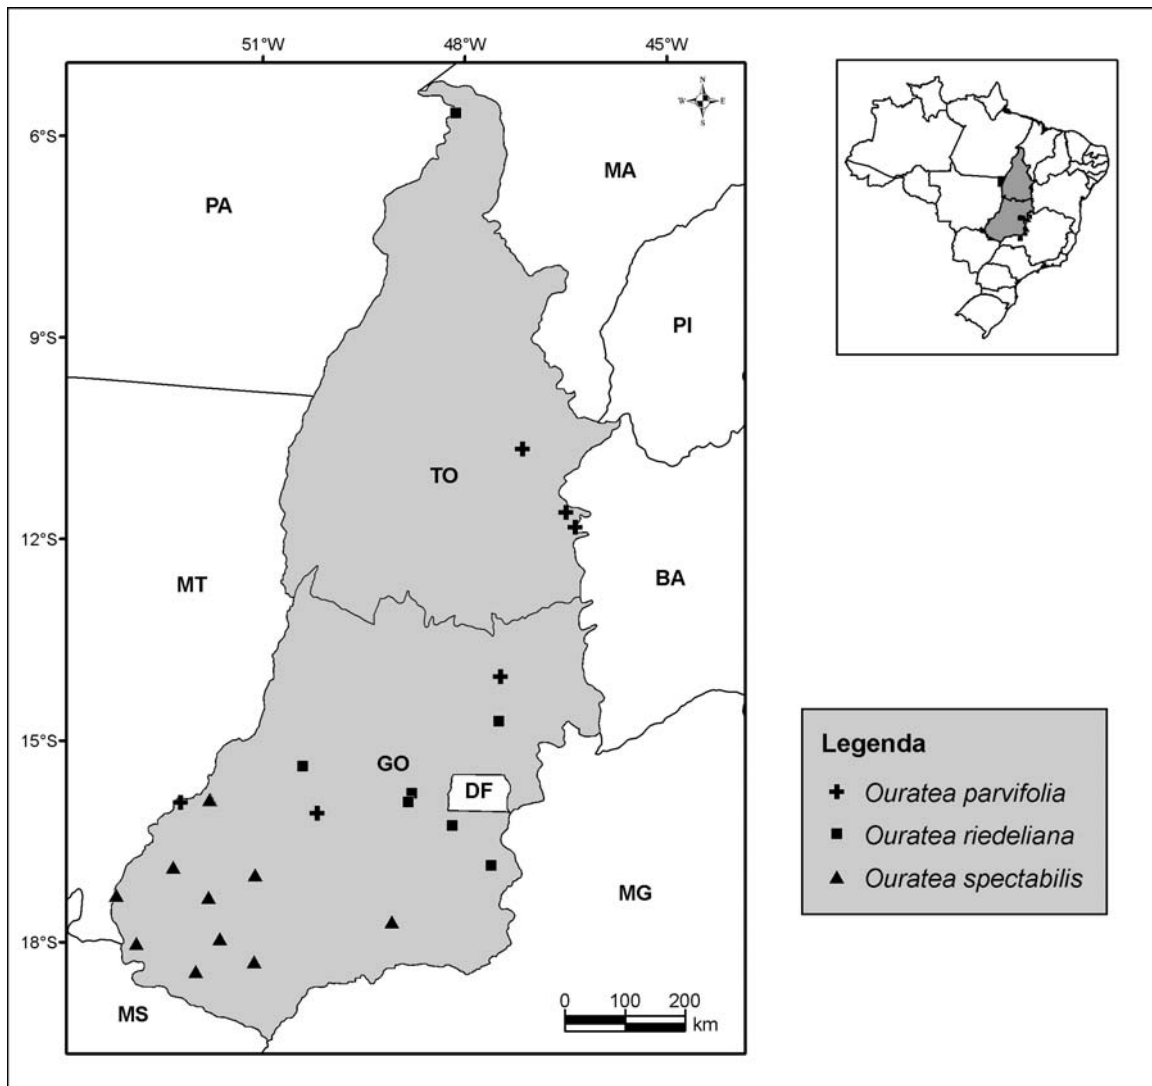 51°W 48°W 45°W
N
W E
S
6°S
MA
PA
PI
9°S
TO
12°S
MT
BA
15°S
GO
DF
Legenda
Ouratea parvifolia
Ouratea riedeliana
Ouratea spectabilis
MG
18°S
MS
0 100 200
km